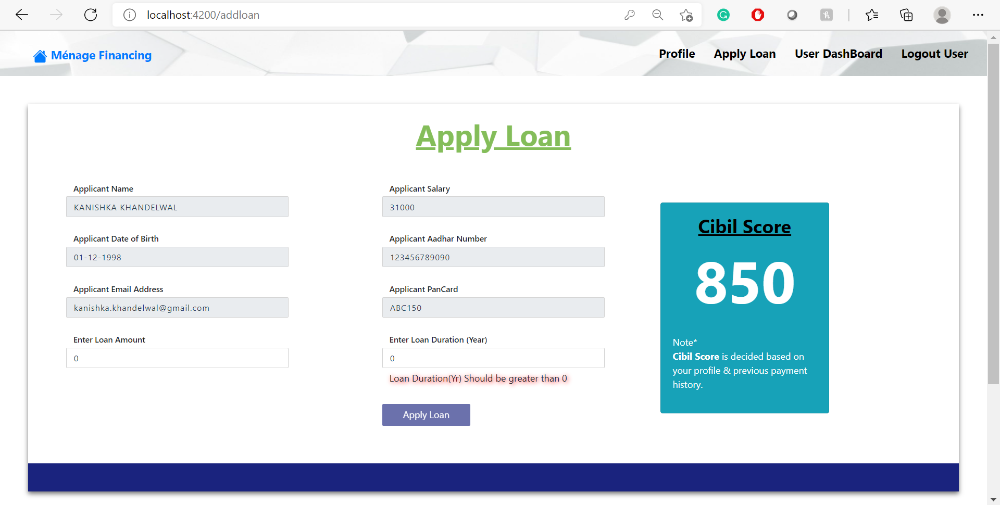 localhost:4200/addloan
Ménage Financing
Profile
Apply Loan
User DashBoard
Logout User
Apply Loan
Applicant Name
KANISHKA KHANDELWAL
Applicant Salary
31000
Applicant Date of Birth
01-12-1998
Applicant Aadhar Number
123456789090
Applicant Email Address
kanishka.khandelwal@gmail.com
Applicant PanCard
ABC150
Enter Loan Amount
0
Enter Loan Duration (Year)
0
Loan Duration(Yr) Should be greater than 0
Apply Loan
Cibil Score
850
Note*
Cibil Score is decided based on
your profile & previous payment
history.